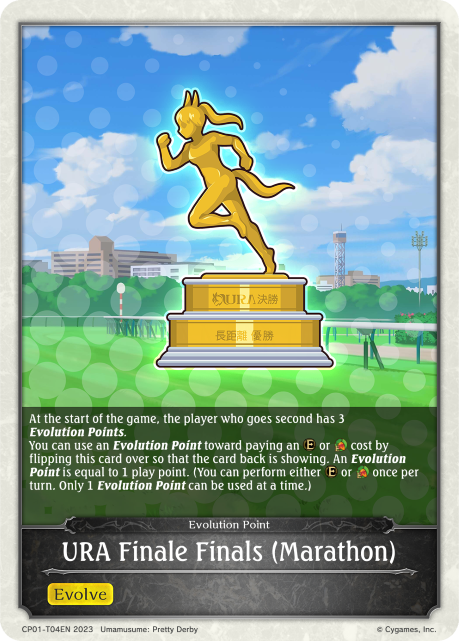 URA決勝
長距離 優勝
At the start of the game, the player who goes second has 3
Evolution Points.
You can use an Evolution Point toward paying an E or cost by
flipping this card over so that the card back is showing. An Evolution
Point is equal to 1 play point. (You can perform either E or once per
turn. Only 1 Evolution Point can be used at a time.)
Evolution Point
URA Finale Finals (Marathon)
Evolve
CP01-T04EN 2023 Umamusume: Pretty Derby © Cygames, Inc.